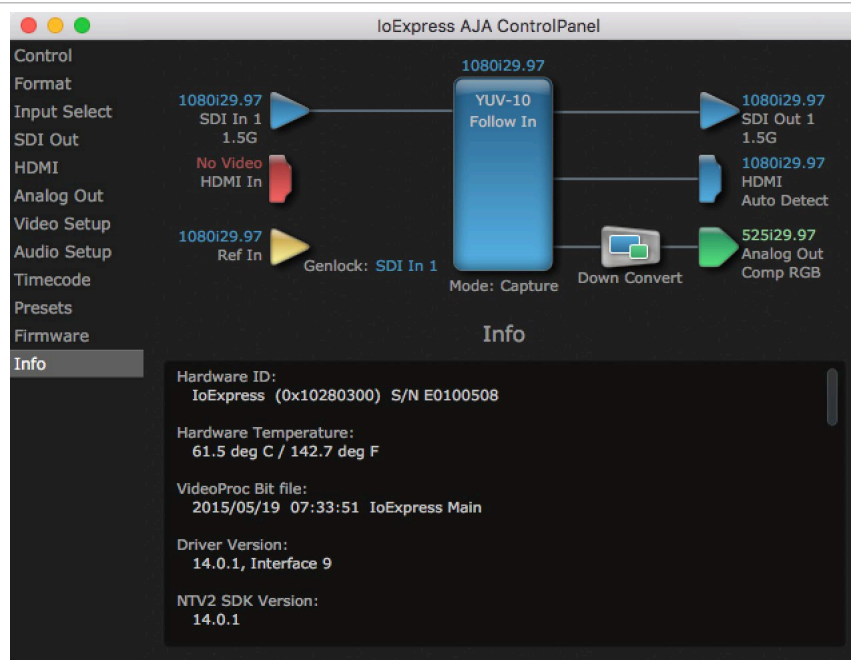 IoExpress AJA ControlPanel
Control
Format
Input Select
SDI Out
HDMI
Analog Out
Video Setup
Audio Setup
Timecode
Presets
Firmware
Info
1080i29.97
SDI In 1
1.5G
No Video
HDMI In
1080i29.97
Ref In
Genlock: SDI In 1
1080i29.97
YUV-10
Follow In
Mode: Capture
Down Convert
1080i29.97
SDI Out 1
1.5G
1080i29.97
HDMI
Auto Detect
525i29.97
Analog Out
Comp RGB
Info
Hardware ID:
IoExpress (0x10280300) S/N E0100508
Hardware Temperature:
61.5 deg C / 142.7 deg F
VideoProc Bit file:
2015/05/19 07:33:51 IoExpress Main
Driver Version:
14.0.1, Interface 9
NTV2 SDK Version:
14.0.1